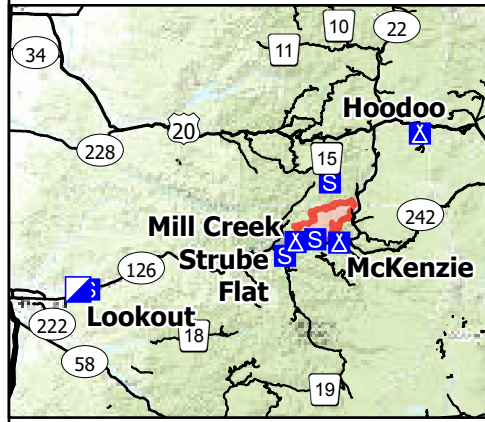 10
22
34
11
Hoodoo
20
228
15
S
242
Mill Creek
S
126
Strube
S
McKenzie
Flat
S
Lookout
222
18
58
19